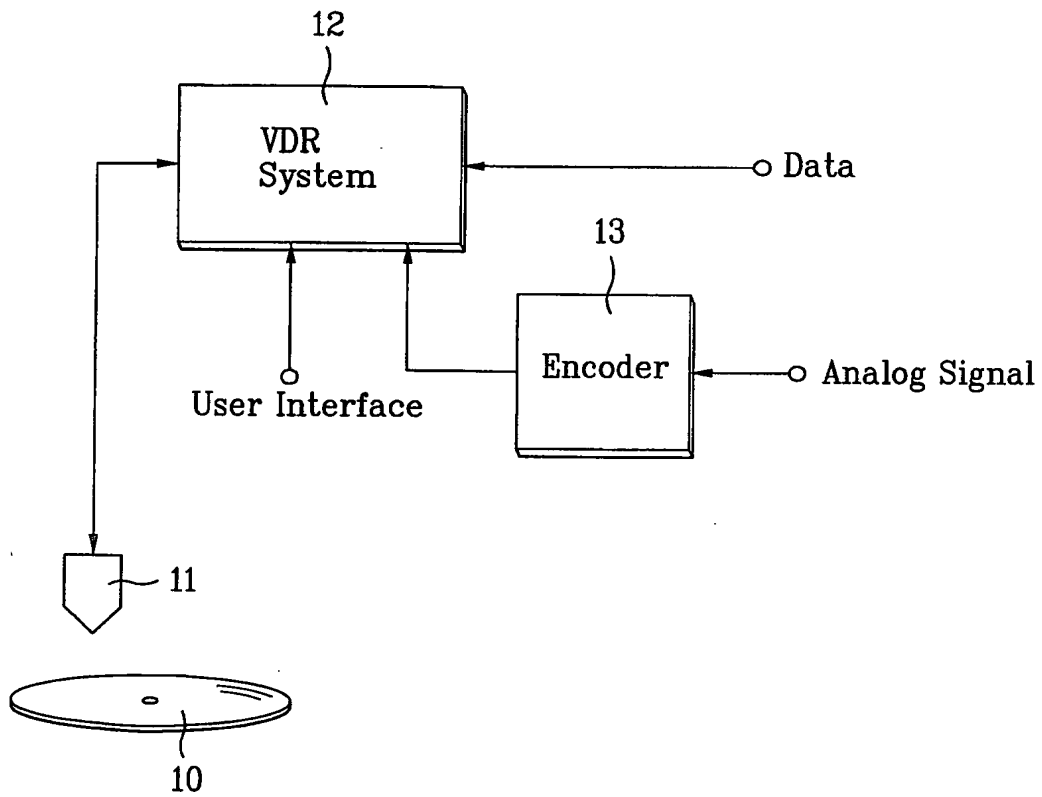 12
VDR
System
Data
13
Encoder
Analog Signal
User Interface
11
10